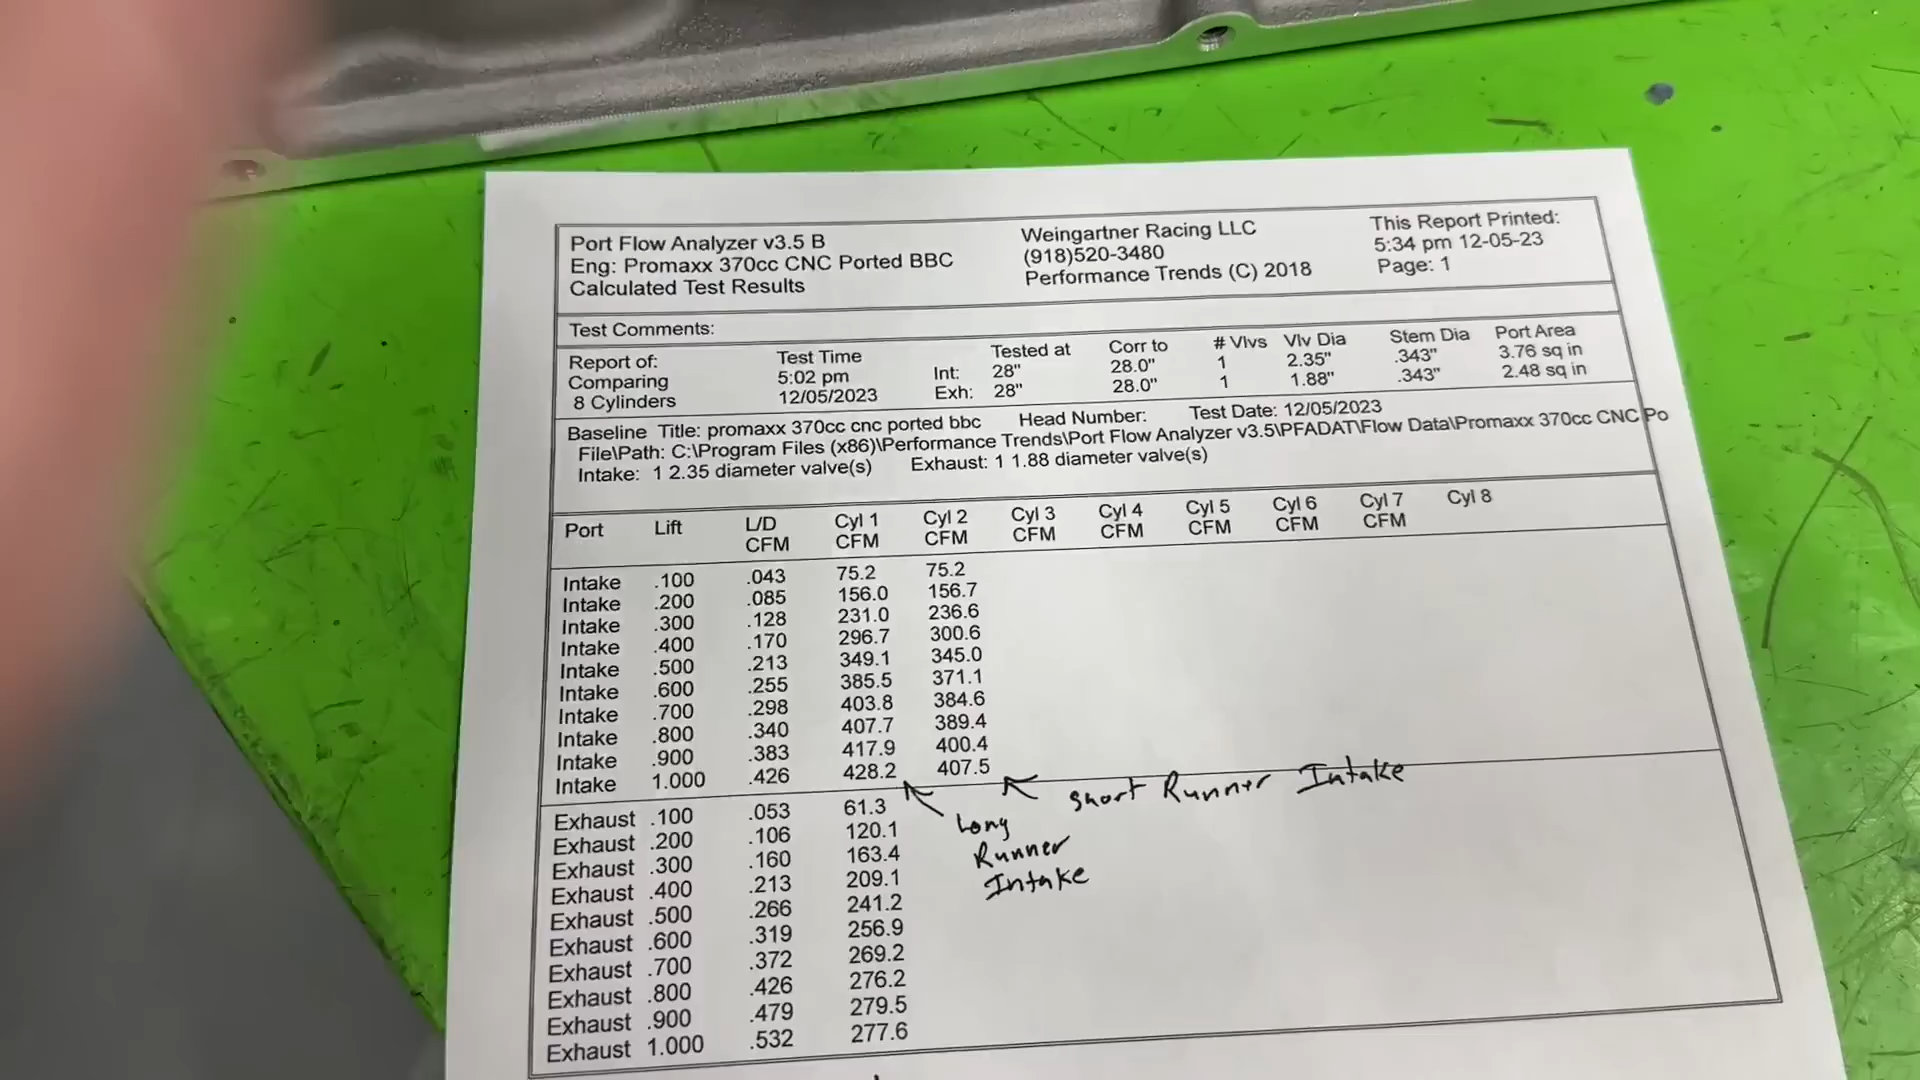 Port Flow Analyzer v3.5 B
Eng: Promaxx 370cc CNC Ported BBC
Calculated Test Results
Weingartner Racing LLC
(918)520-3480
Performance Trends (C) 2018
This Report Printed:
5:34 pm 12-05-23
Page: 1
Test Comments:
Report of: Test Time Tested at Corr to # Vlvs Vlv Dia Stem Dia Port Area
Comparing 5:02 pm Int: 28" 28.0" 1 2.35" .343" 3.76 sq in
8 Cylinders 12/05/2023 Exh: 28" 28.0" 1 1.88" .343" 2.48 sq in
Baseline Title: promaxx 370cc cnc ported bbc Head Number: Test Date: 12/05/2023
File\Path: C:\Program Files (x86)\Performance Trends\Port Flow Analyzer v3.5\PFADAT\Flow Data\Promaxx 370cc CNC Po
Intake: 1 2.35 diameter valve(s) Exhaust: 1 1.88 diameter valve(s)
Port Lift L/D Cyl 1 Cyl 2 Cyl 3 Cyl 4 Cyl 5 Cyl 6 Cyl 7 Cyl 8
CFM CFM CFM CFM CFM CFM CFM CFM
Intake .100 .043 75.2 75.2
Intake .200 .085 156.0 156.7
Intake .300 .128 231.0 236.6
Intake .400 .170 296.7 300.6
Intake .500 .213 349.1 345.0
Intake .600 .255 385.5 371.1
Intake .700 .298 403.8 384.6
Intake .800 .340 407.7 389.4
Intake .900 .383 417.9 400.4
Intake 1.000 .426 428.2 407.5
short Runner Intake
Long
Runner
Intake
Exhaust .100 .053 61.3
Exhaust .200 .106 120.1
Exhaust .300 .160 163.4
Exhaust .400 .213 209.1
Exhaust .500 .266 241.2
Exhaust .600 .319 256.9
Exhaust .700 .372 269.2
Exhaust .800 .426 276.2
Exhaust .900 .479 279.5
Exhaust 1.000 .532 277.6